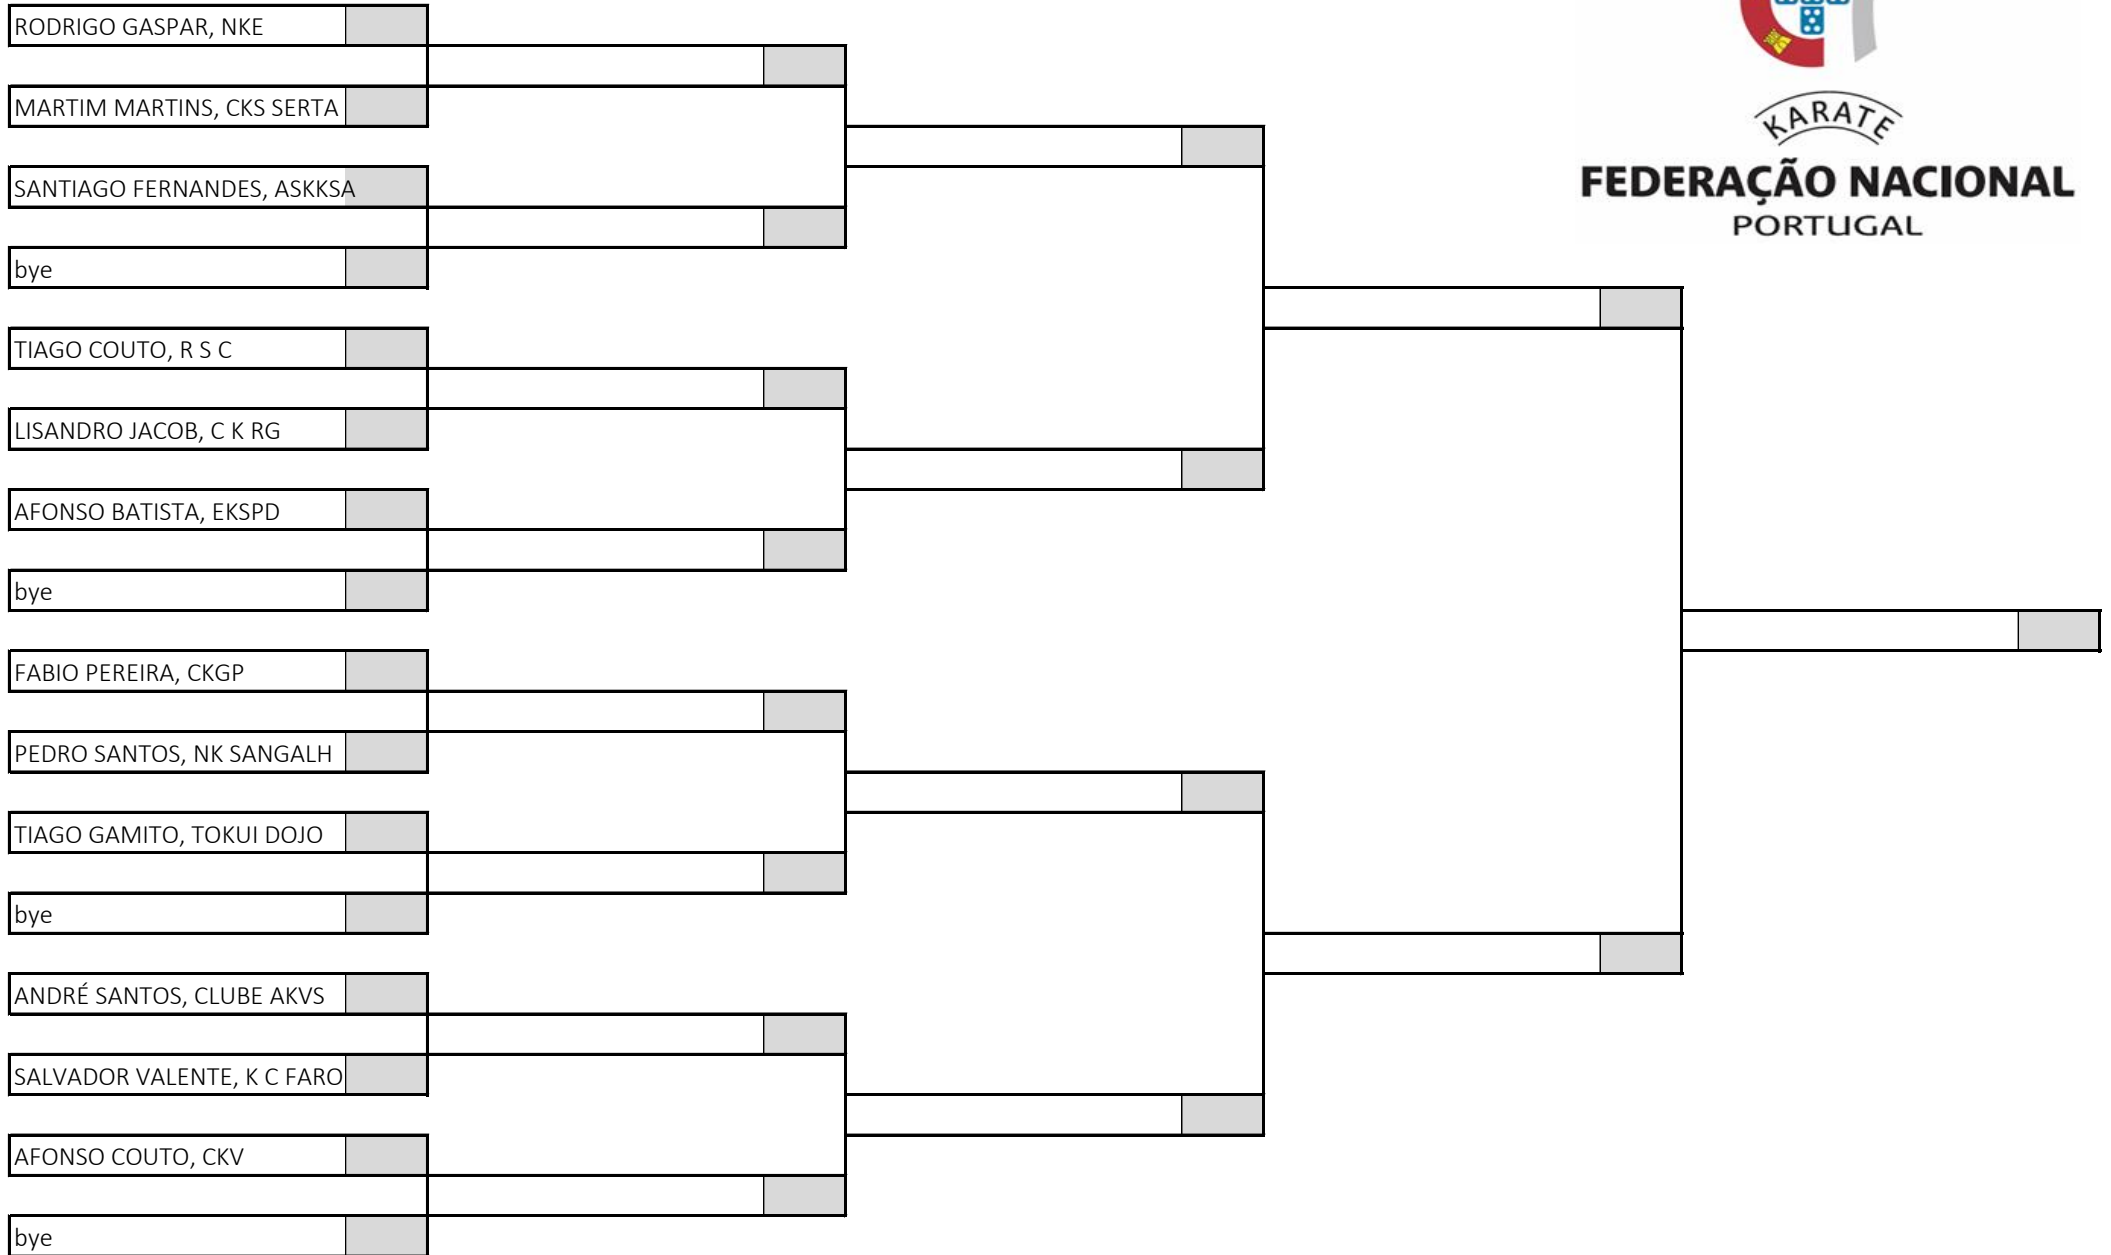 RODRIGO GASPAR, NKE
MARTIM MARTINS, CKS SERTA
SANTIAGO FERNANDES, ASKKSA
bye
TIAGO COUTO, R S C
LISANDRO JACOB, C K RG
AFONSO BATISTA, EKSPD
bye
FABIO PEREIRA, CKGP
PEDRO SANTOS, NK SANGALH
TIAGO GAMITO, TOKUI DOJO
bye
ANDRÉ SANTOS, CLUBE AKVS
SALVADOR VALENTE, K C FARO
AFONSO COUTO, CKV
bye
KARATE
FEDERAÇÃO NACIONAL
PORTUGAL